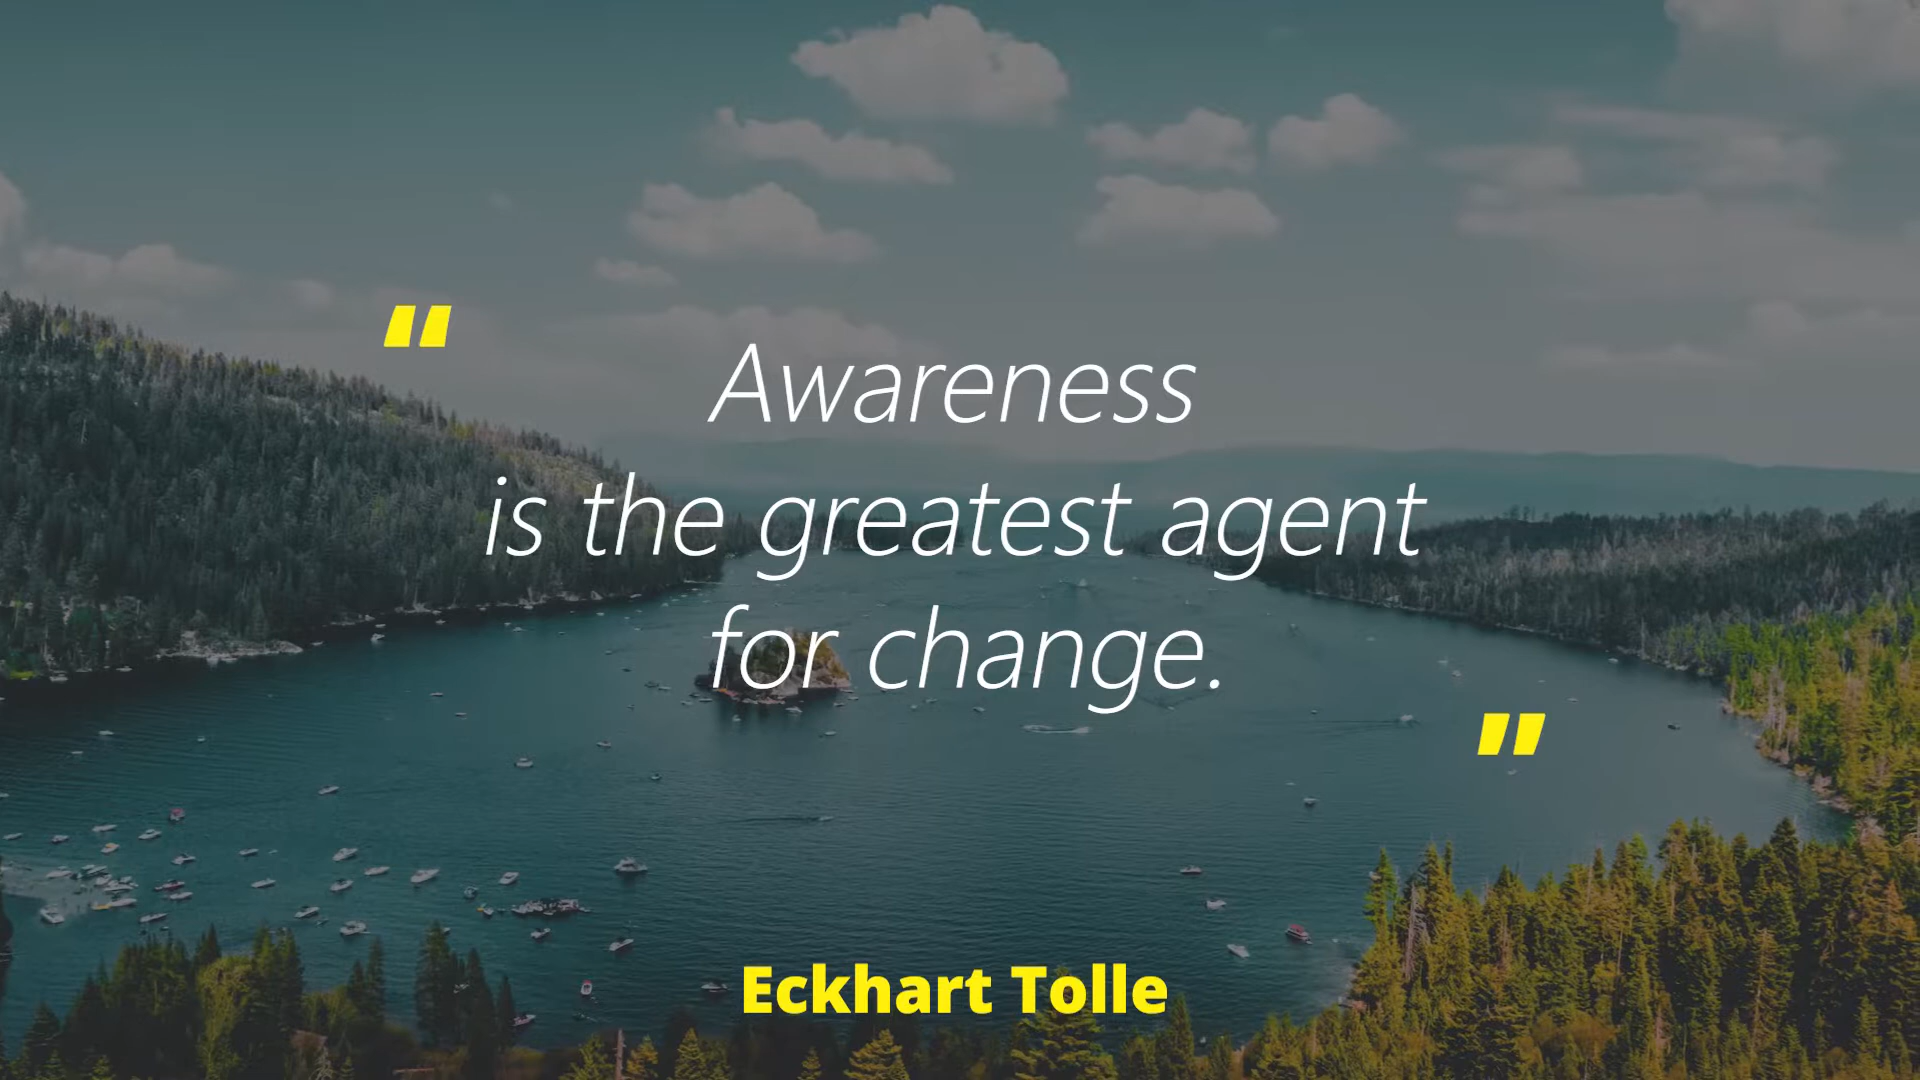 “
Awareness
is the greatest agent
for change.
"
Eckhart Tolle